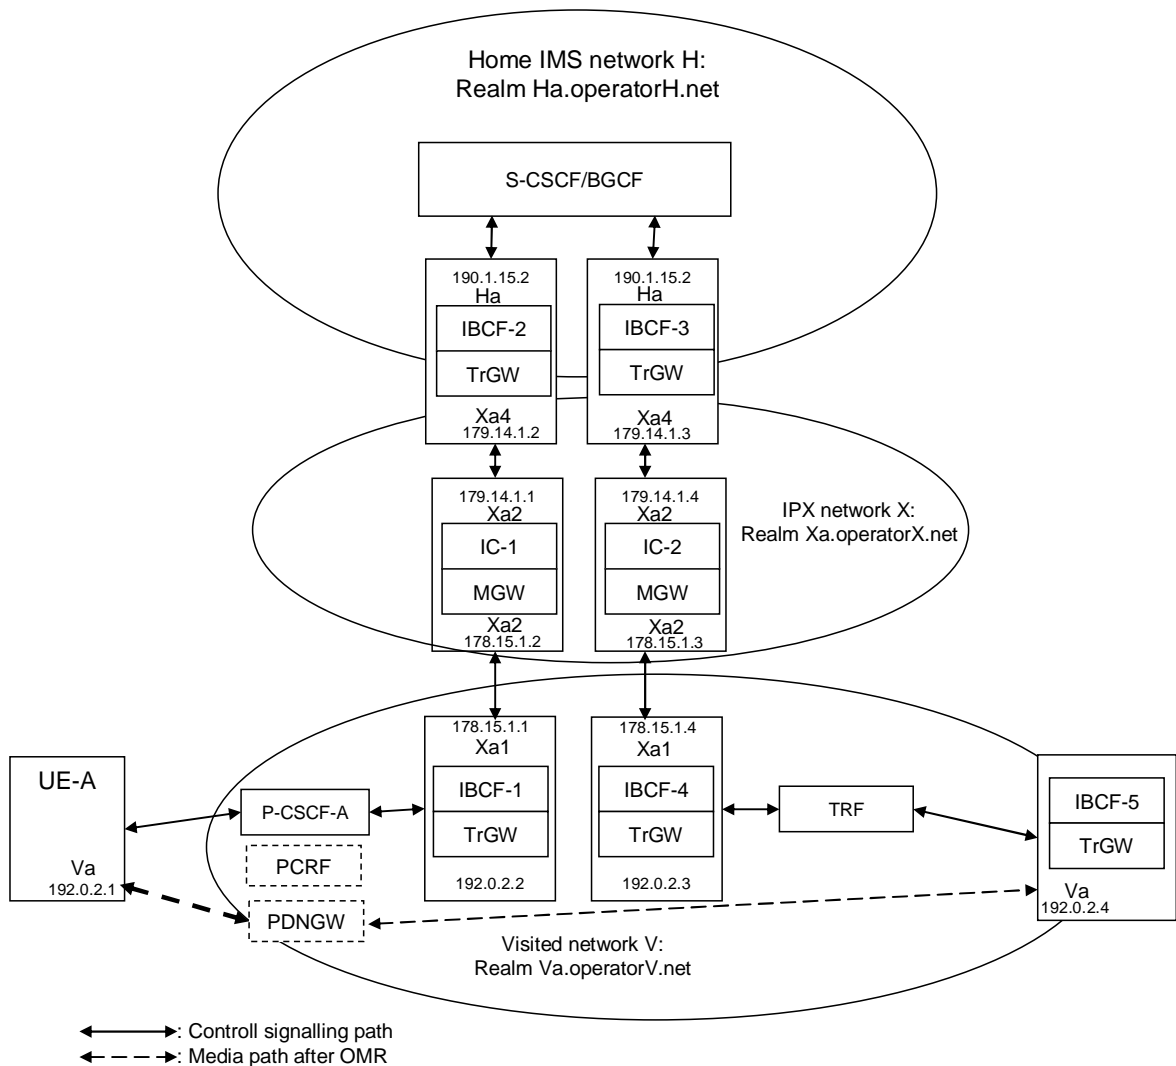 Home IMS network H:
Realm Ha.operatorH.net
S-CSCF/BGCF
190.1.15.2
Ha
IBCF-2
TrGW
Xa4
179.14.1.2
190.1.15.2
Ha
IBCF-3
TrGW
Xa4
179.14.1.3
179.14.1.1
Xa2
IC-1
MGW
Xa2
178.15.1.2
179.14.1.4
Xa2
IC-2
MGW
Xa2
178.15.1.3
IPX network X:
Realm Xa.operatorX.net
UE-A
Va
192.0.2.1
P-CSCF-A
PCRF
PDNGW
178.15.1.1
Xa1
IBCF-1
TrGW
192.0.2.2
178.15.1.4
Xa1
IBCF-4
TrGW
192.0.2.3
TRF
IBCF-5
TrGW
Va
192.0.2.4
Visited network V:
Realm Va.operatorV.net
: Controll signalling path
: Media path after OMR